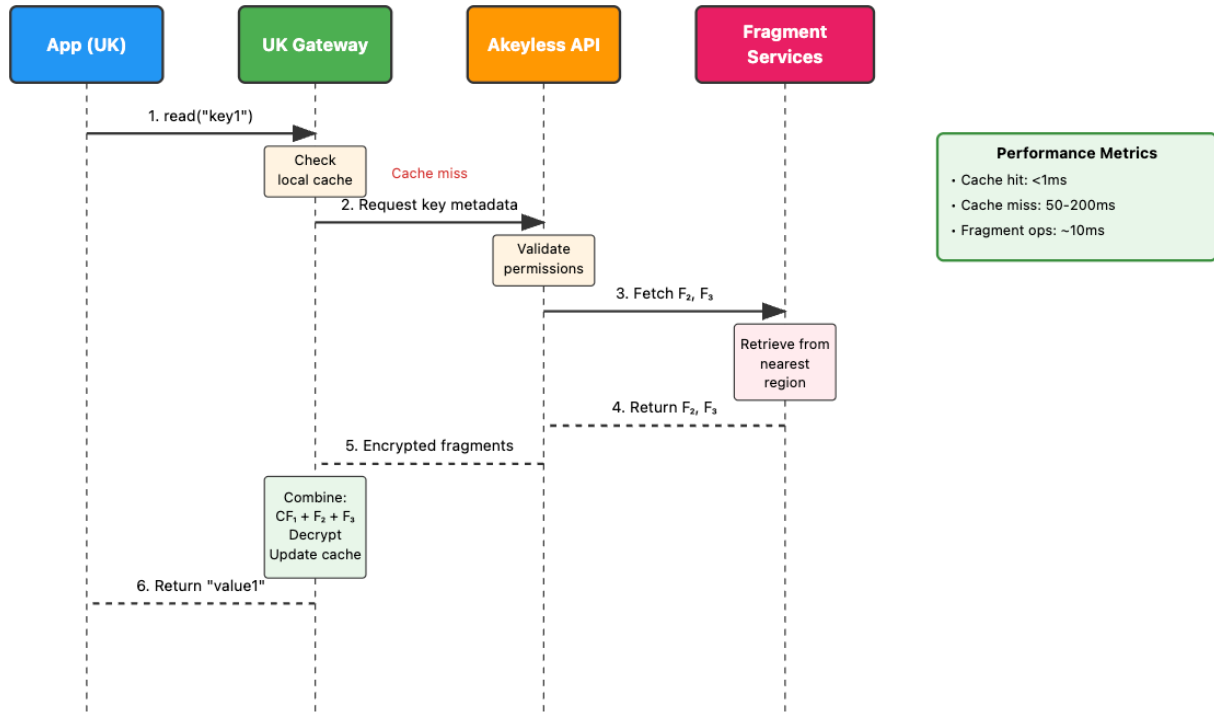 App (UK)
UK Gateway
Akeyless API
Fragment
Services
1. read("key1")
Check
local cache
Cache miss
2. Request key metadata
Validate
permissions
3. Fetch F₂, F₃
Retrieve from
nearest
region
4. Return F₂, F₃
5. Encrypted fragments
Combine:
CF₁ + F₂ + F₃
Decrypt
Update cache
6. Return "value1"
Performance Metrics
• Cache hit: <1ms
• Cache miss: 50-200ms
• Fragment ops: ~10ms